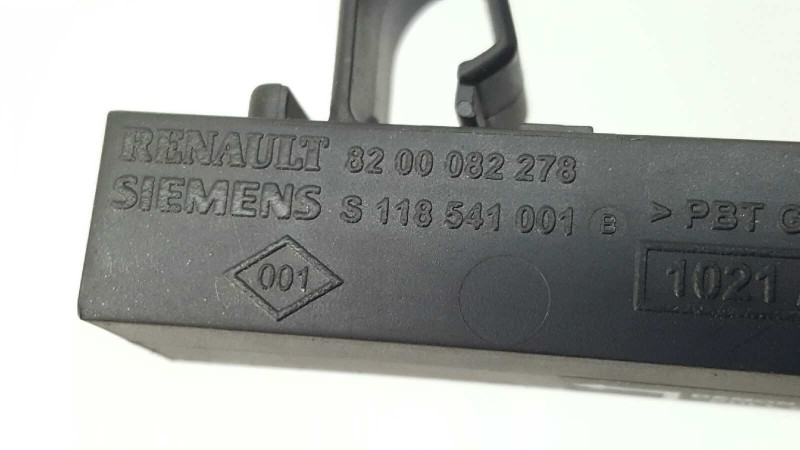 RENAULT 82 00 082 278
SIEMENS S 118 541 001 B > PBT G
001
1021